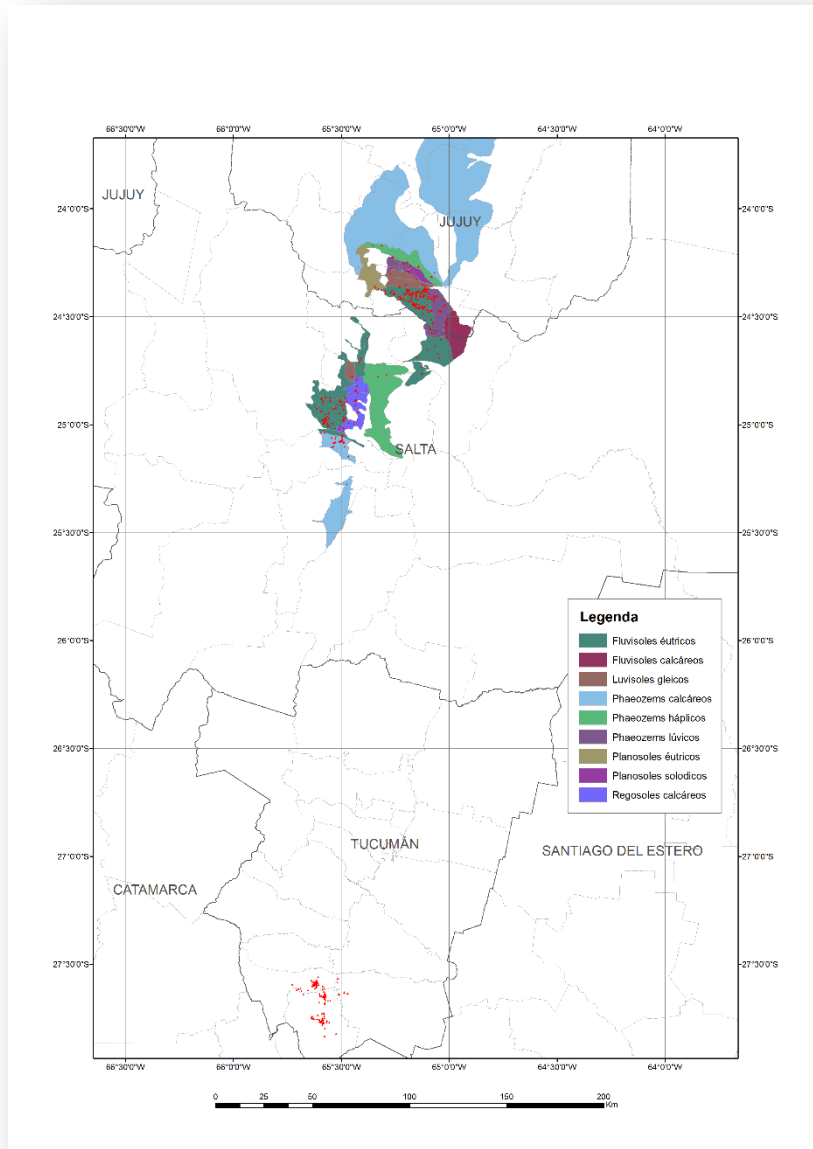 66°30'0"W 66°0'0"W 65°30'0"W 65°0'0"W 64°30'0"W 64°0'0"W
JUJUY
24°0'0"S 24°0'0"S
JUJUY
24°30'0"S 24°30'0"S
25°0'0"S 25°0'0"S
SALTA
25°30'0"S 25°30'0"S
Legenda
26°0'0"S 26°0'0"S
Fluvisoles éutricos
Fluvisoles calcáreos
Luvisoles gleicos
Phaeozems calcáreos
Phaeozems háplicos
Phaeozems lúvicos
Planosoles éutricos
Planosoles solodicos
Regosoles calcáreos
26°30'0"S 26°30'0"S
TUCUMÁN
SANTIAGO DEL ESTERO
27°0'0"S 27°0'0"S
CATAMARCA
27°30'0"S 27°30'0"S
66°30'0"W 66°0'0"W 65°30'0"W 65°0'0"W 64°30'0"W 64°0'0"W
0 25 50 100 150 200
Km